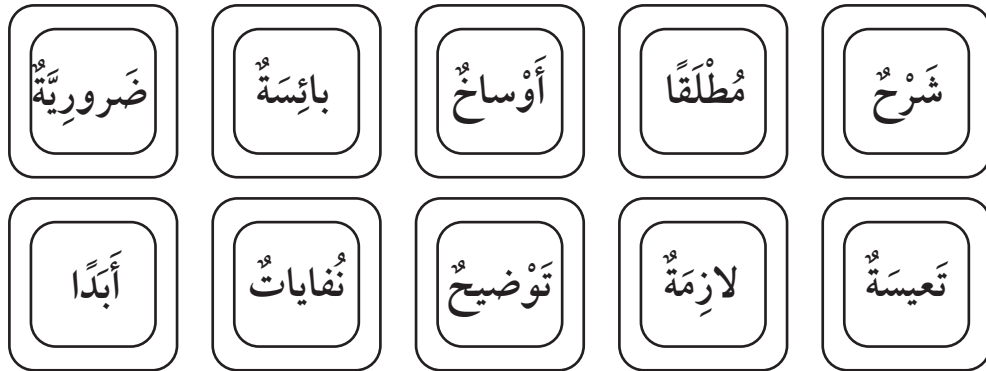 شَرْحٌ مُطْلَقًا أَوْساخٌ بائِسَةٌ ضَرورِيَّةٌ
تَعيسَةٌ لازِمَةٌ تَوْضيحٌ نُفاياتٌ أَبَدًا